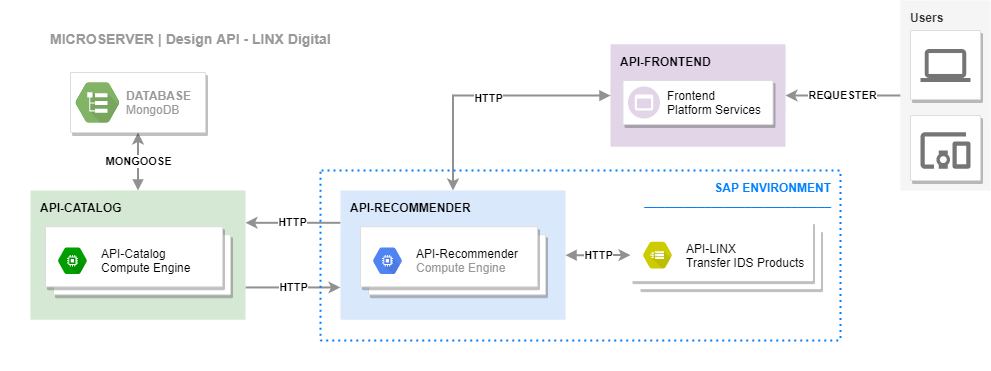 Users
MICROSERVER | Design API - LINX Digital
API-FRONTEND
DATABASE
MongoDB
HTTP
Frontend
Platform Services
REQUESTER
MONGOOSE
SAP ENVIRONMENT
API-CATALOG
API-RECOMMENDER
HTTP
API-Catalog
Compute Engine
API-Recommender
Compute Engine
HTTP
API-LINX
Transfer IDS Products
HTTP